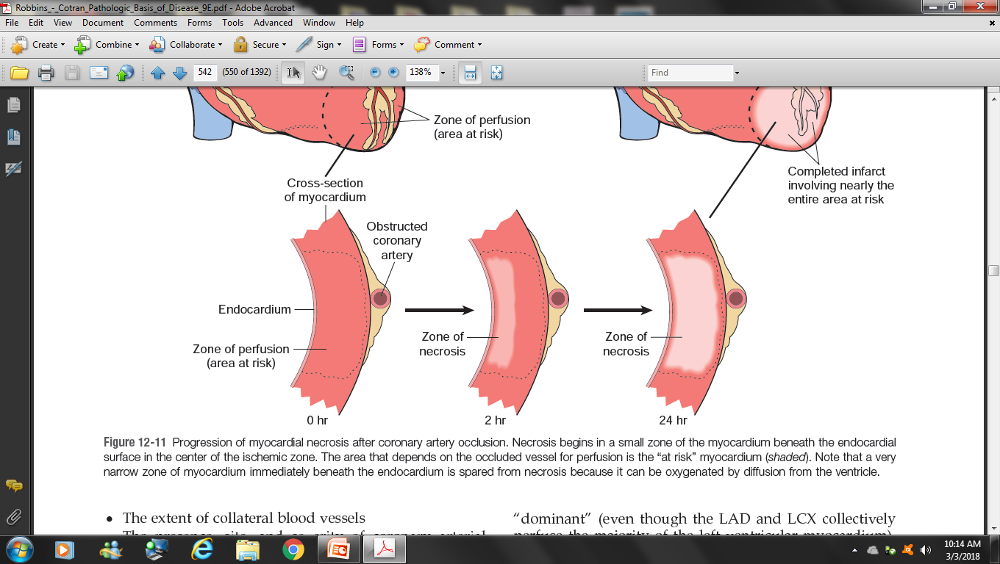 Robbins_-_Cotran_Pathologic_Basis_of_Disease_9E.pdf - Adobe Acrobat
File Edit View Document Comments Forms Tools Advanced Window Help
Create Combine Collaborate Secure Sign Forms Comment
542 (550 of 1392) 138% Find
Zone of perfusion
(area at risk)
Completed infarct
involving nearly the
entire area at risk
Cross-section
of myocardium
Obstructed
coronary
artery
Endocardium
Zone of perfusion
(area at risk)
Zone of
necrosis
Zone of
necrosis
0 hr
2 hr
24 hr
Figure 12-11 Progression of myocardial necrosis after coronary artery occlusion. Necrosis begins in a small zone of the myocardium beneath the endocardial
surface in the center of the ischemic zone. The area that depends on the occluded vessel for perfusion is the “at risk” myocardium (shaded). Note that a very
narrow zone of myocardium immediately beneath the endocardium is spared from necrosis because it can be oxygenated by diffusion from the ventricle.
• The extent of collateral blood vessels
“dominant” (even though the LAD and LCX collectively
10:14 AM
3/3/2018